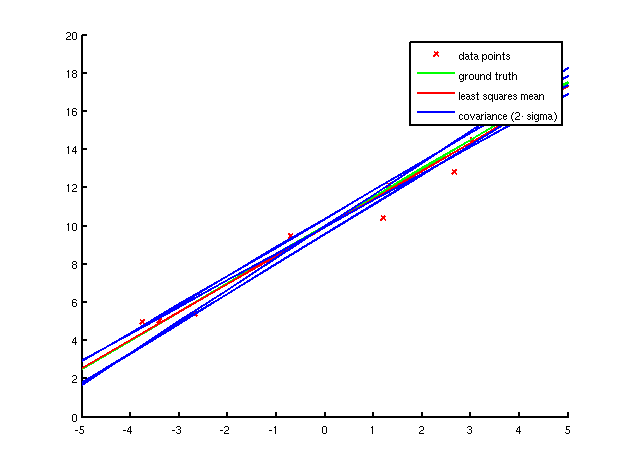 20
18
16
14
12
10
8
6
4
2
0
data points
ground truth
least squares mean
covariance (2· sigma)
-5 -4 -3 -2 -1 0 1 2 3 4 5